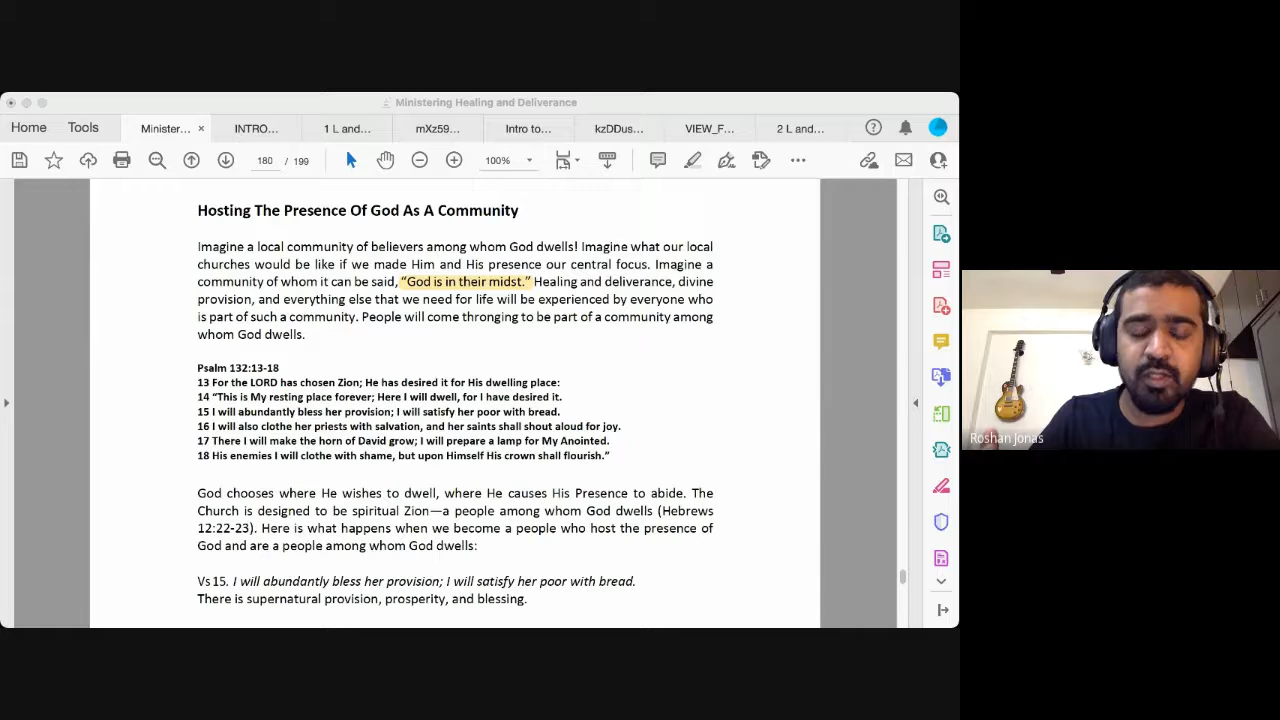 Ministering Healing and Deliverance
Home Tools Minister... × INTRO... 1 L and... mXz59... Intro to... kzDDus... VIEW_F... 2 L and...
180 / 199 100%
Hosting The Presence Of God As A Community
Imagine a local community of believers among whom God dwells! Imagine what our local
churches would be like if we made Him and His presence our central focus. Imagine a
community of whom it can be said, “God is in their midst.” Healing and deliverance, divine
provision, and everything else that we need for life will be experienced by everyone who
is part of such a community. People will come thronging to be part of a community among
whom God dwells.
Psalm 132:13-18
13 For the LORD has chosen Zion; He has desired it for His dwelling place:
14 “This is My resting place forever; Here I will dwell, for I have desired it.
15 I will abundantly bless her provision; I will satisfy her poor with bread.
16 I will also clothe her priests with salvation, and her saints shall shout aloud for joy.
17 There I will make the horn of David grow; I will prepare a lamp for My Anointed.
18 His enemies I will clothe with shame, but upon Himself His crown shall flourish.”
God chooses where He wishes to dwell, where He causes His Presence to abide. The
Church is designed to be spiritual Zion—a people among whom God dwells (Hebrews
12:22-23). Here is what happens when we become a people who host the presence of
God and are a people among whom God dwells:
Vs 15. I will abundantly bless her provision; I will satisfy her poor with bread.
There is supernatural provision, prosperity, and blessing.
Roshan Jonas